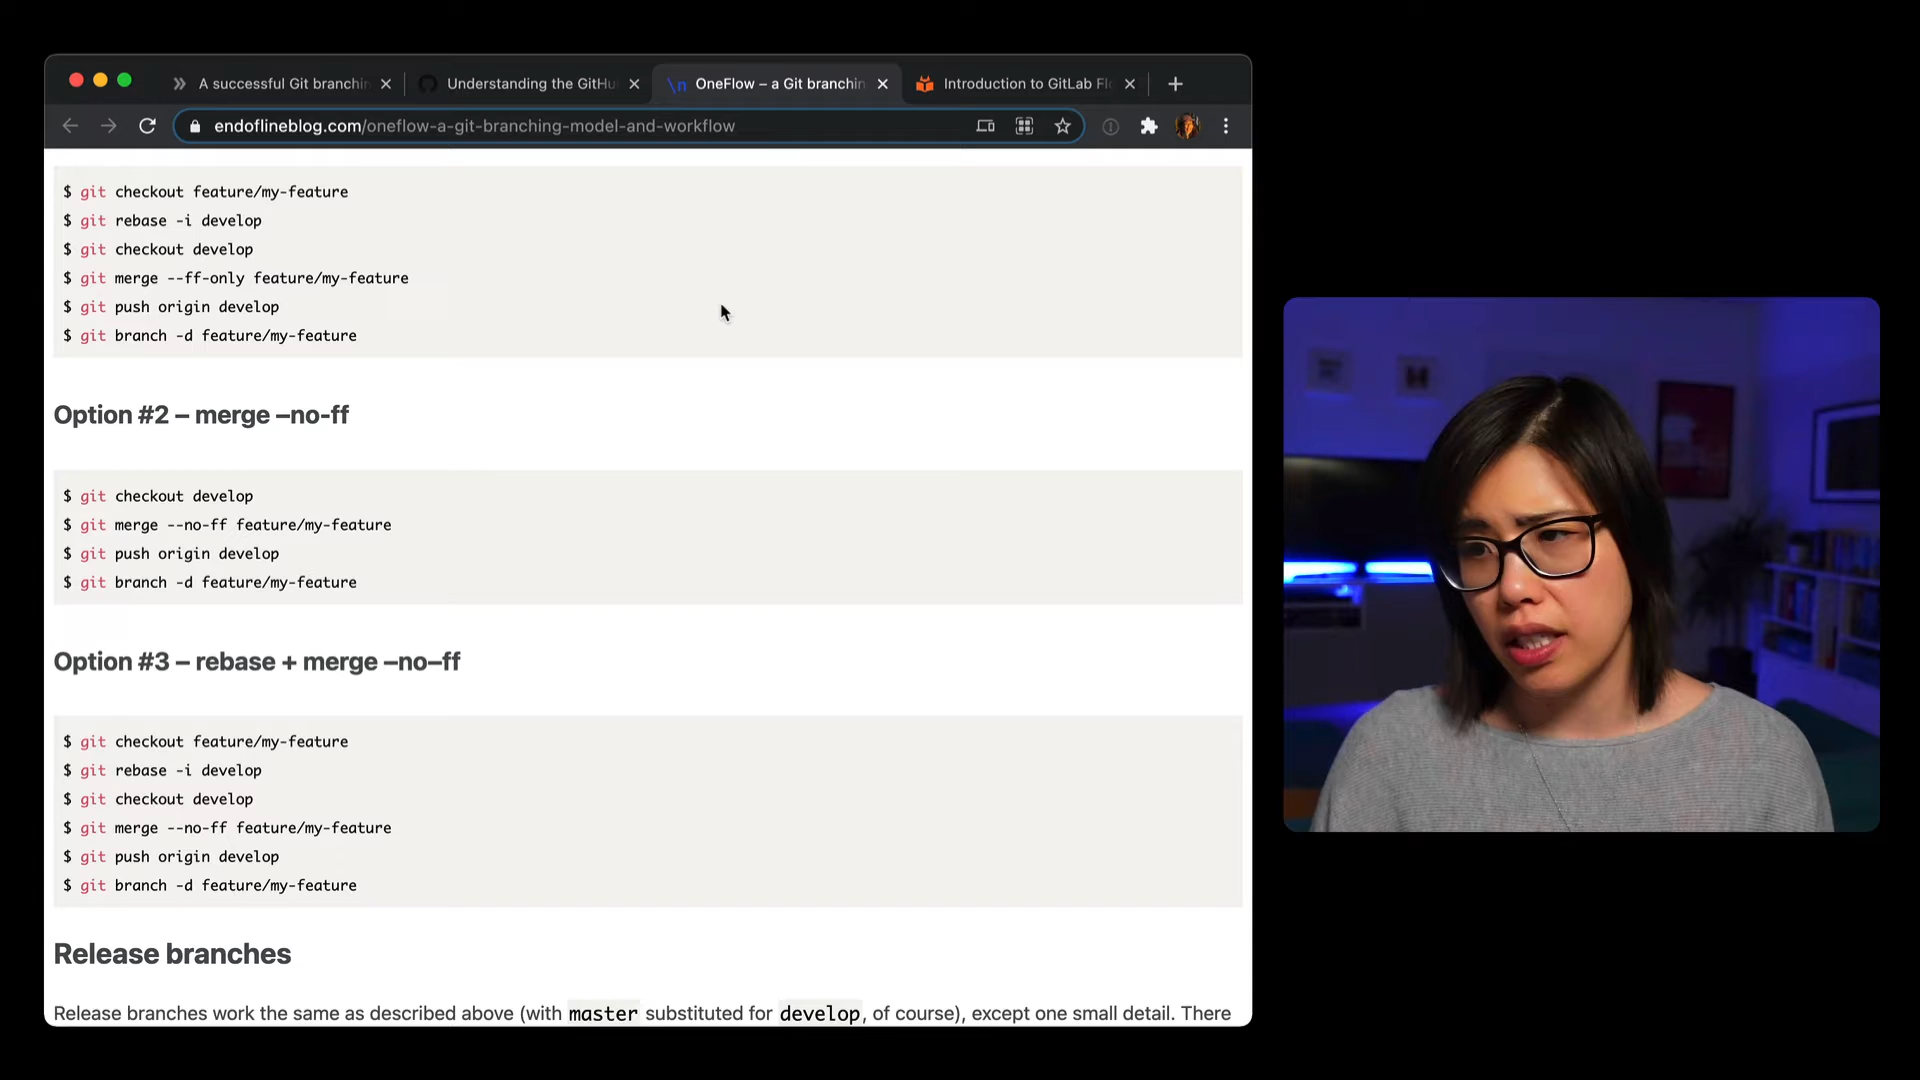 A successful Git branchin
Understanding the GitHu
\n OneFlow – a Git branchin
Introduction to GitLab Fl
endoflineblog.com/oneflow-a-git-branching-model-and-workflow
$ git checkout feature/my-feature
$ git rebase -i develop
$ git checkout develop
$ git merge --ff-only feature/my-feature
$ git push origin develop
$ git branch -d feature/my-feature
Option #2 – merge –no-ff
$ git checkout develop
$ git merge --no-ff feature/my-feature
$ git push origin develop
$ git branch -d feature/my-feature
Option #3 – rebase + merge –no–ff
$ git checkout feature/my-feature
$ git rebase -i develop
$ git checkout develop
$ git merge --no-ff feature/my-feature
$ git push origin develop
$ git branch -d feature/my-feature
Release branches
Release branches work the same as described above (with master substituted for develop, of course), except one small detail. There